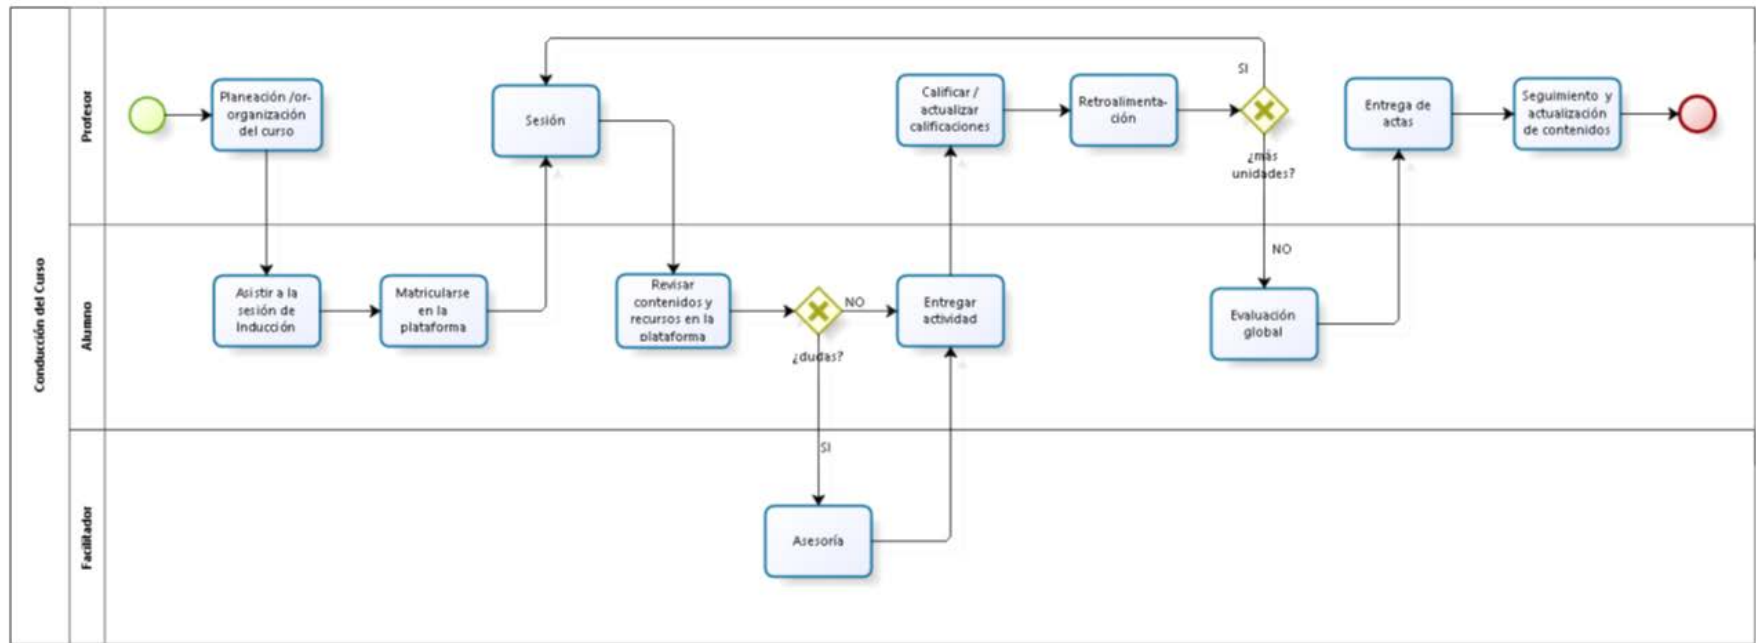 Conducción del Curso
Profesor
Planeación /or-
organización
del curso
Sesión
Calificar /
actualizar
calificaciones
Retroalimenta-
ción
SI
¿más
unidades?
Entrega de
actas
Seguimiento y
actualización
de contenidos
Alumno
Asistir a la
sesión de
Inducción
Matricularse
en la
plataforma
Revisar
contenidos y
recursos en la
plataforma
¿dudas?
NO
Entregar
actividad
NO
Evaluación
global
Facilitador
SI
Asesoría